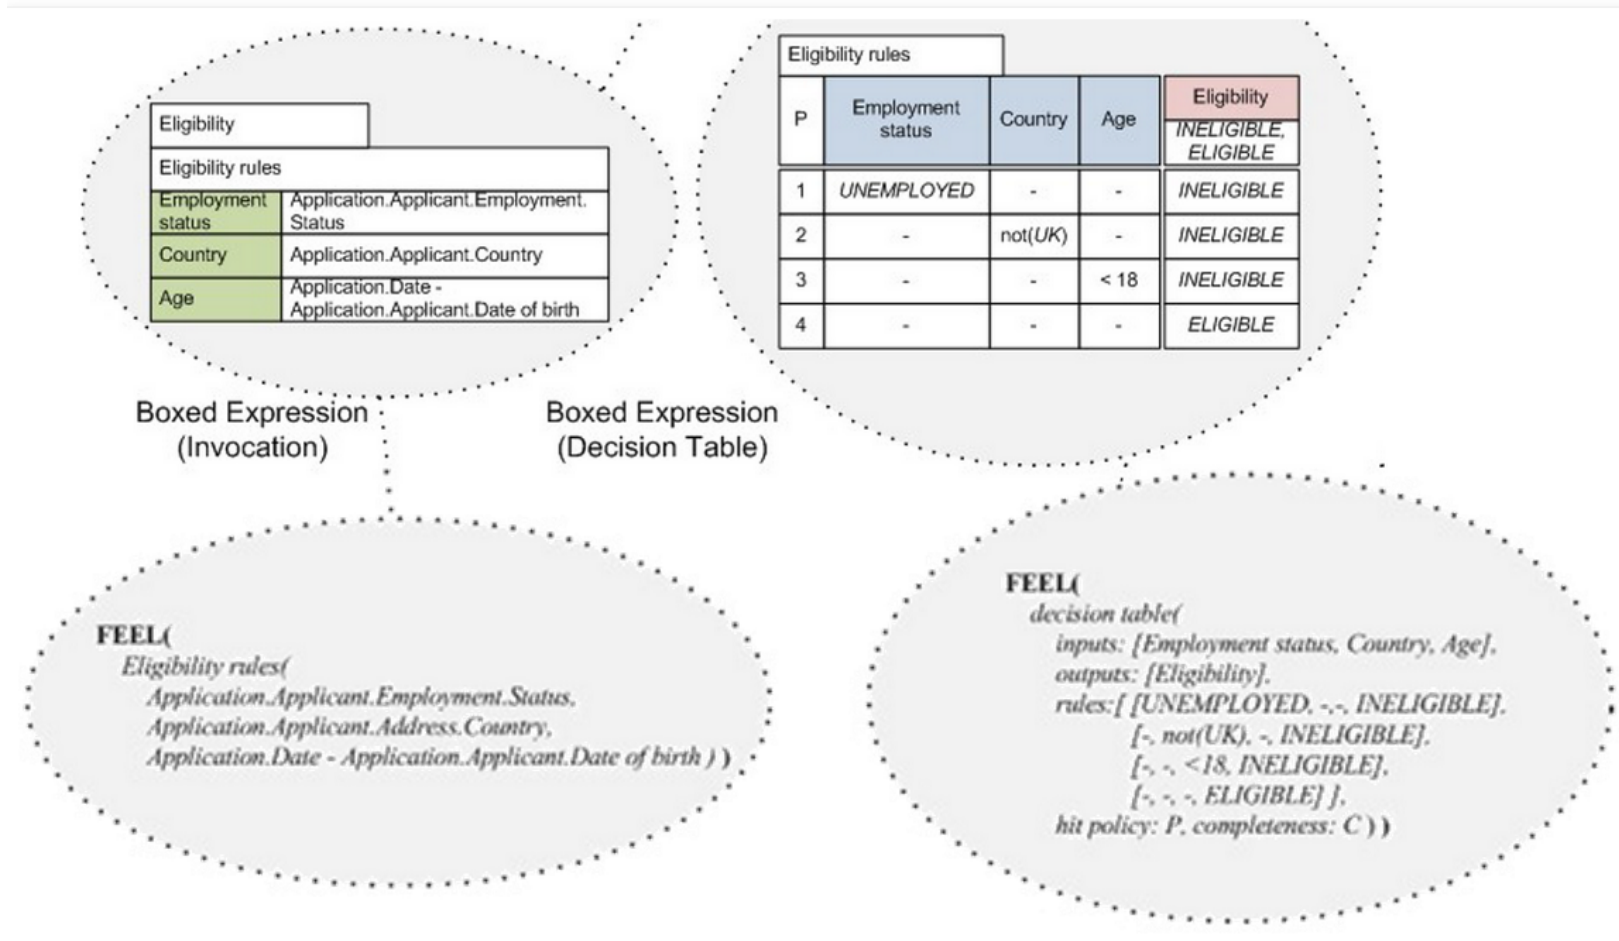 Eligibility
Eligibility rules
Employment status Application.Applicant.Employment.Status
Country Application.Applicant.Country
Age Application.Date - Application.Applicant.Date of birth
Boxed Expression
(Invocation)
Eligibility rules
P Employment status Country Age Eligibility
INELIGIBLE,
ELIGIBLE
1 UNEMPLOYED - - INELIGIBLE
2 - not(UK) - INELIGIBLE
3 - - < 18 INELIGIBLE
4 - - - ELIGIBLE
Boxed Expression
(Decision Table)
FEEL(
Eligibility rules(
Application.Applicant.Employment.Status,
Application.Applicant.Address.Country,
Application.Date - Application.Applicant.Date of birth ) )
FEEL(
decision table(
inputs: [Employment status, Country, Age],
outputs: [Eligibility],
rules:[ [UNEMPLOYED, -,-, INELIGIBLE],
[-, not(UK), -, INELIGIBLE],
[-, -, <18, INELIGIBLE],
[-, -, -, ELIGIBLE] ],
hit policy: P, completeness: C ) )